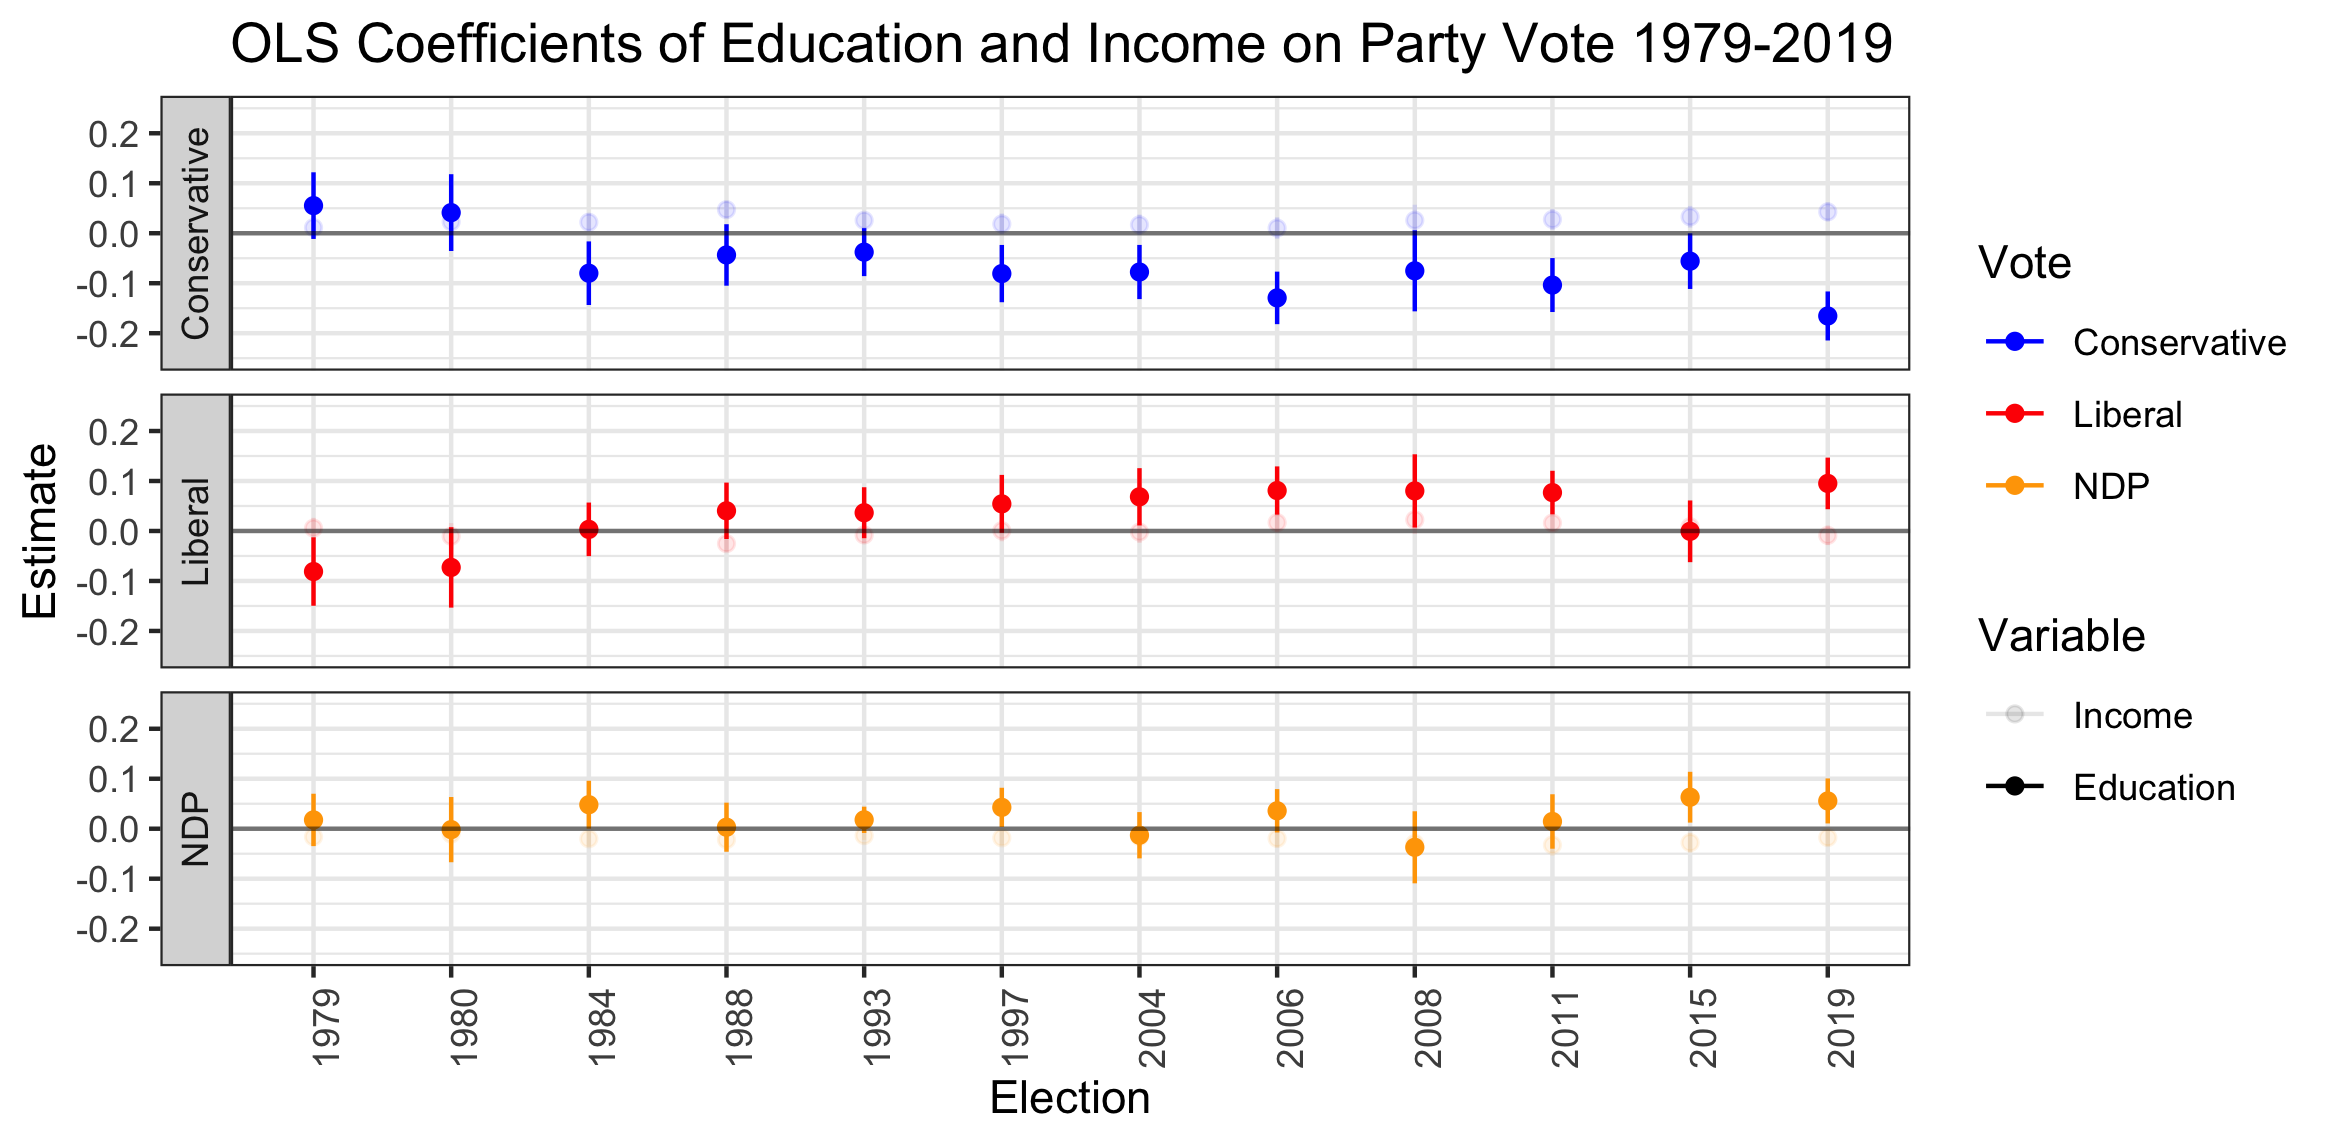 OLS Coefficients of Education and Income on Party Vote 1979-2019
Estimate
Conservative
0.2
0.1
0.0
-0.1
-0.2
Liberal
0.2
0.1
0.0
-0.1
-0.2
NDP
0.2
0.1
0.0
-0.1
-0.2
1979
1980
1984
1988
1993
1997
2004
2006
2008
2011
2015
2019
Election
Vote
Conservative
Liberal
NDP
Variable
Income
Education